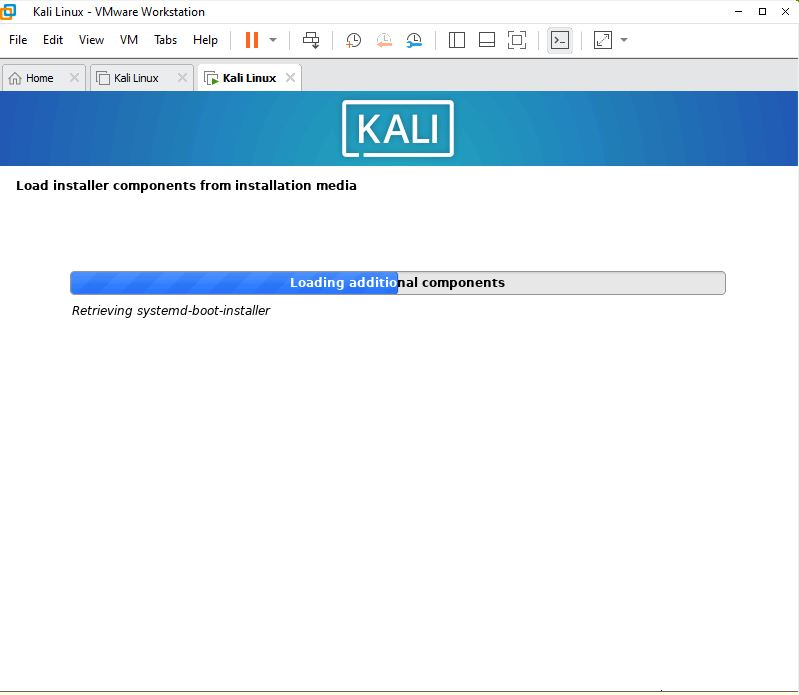 Kali Linux - VMware Workstation
File Edit View VM Tabs Help
Home Kali Linux Kali Linux
KALI
Load installer components from installation media
Loading additional components
Retrieving systemd-boot-installer